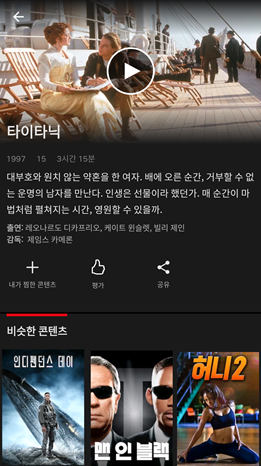 타이타닉
1997 15 3시간 15분
대부호와 원치 않는 약혼을 한 여자. 배에 오른 순간, 거부할 수 없
는 운명의 남자를 만난다. 인생은 선물이라 했던가. 매 순간이 마
법처럼 펼쳐지는 시간, 영원할 수 있을까.
출연: 레오나르도 디카프리오, 케이트 윈슬렛, 빌리 제인
감독: 제임스 카메론
내가 찜한 콘텐츠 평가 공유
비슷한 콘텐츠
인디펜던스 데이
맨 인 블랙
허니2